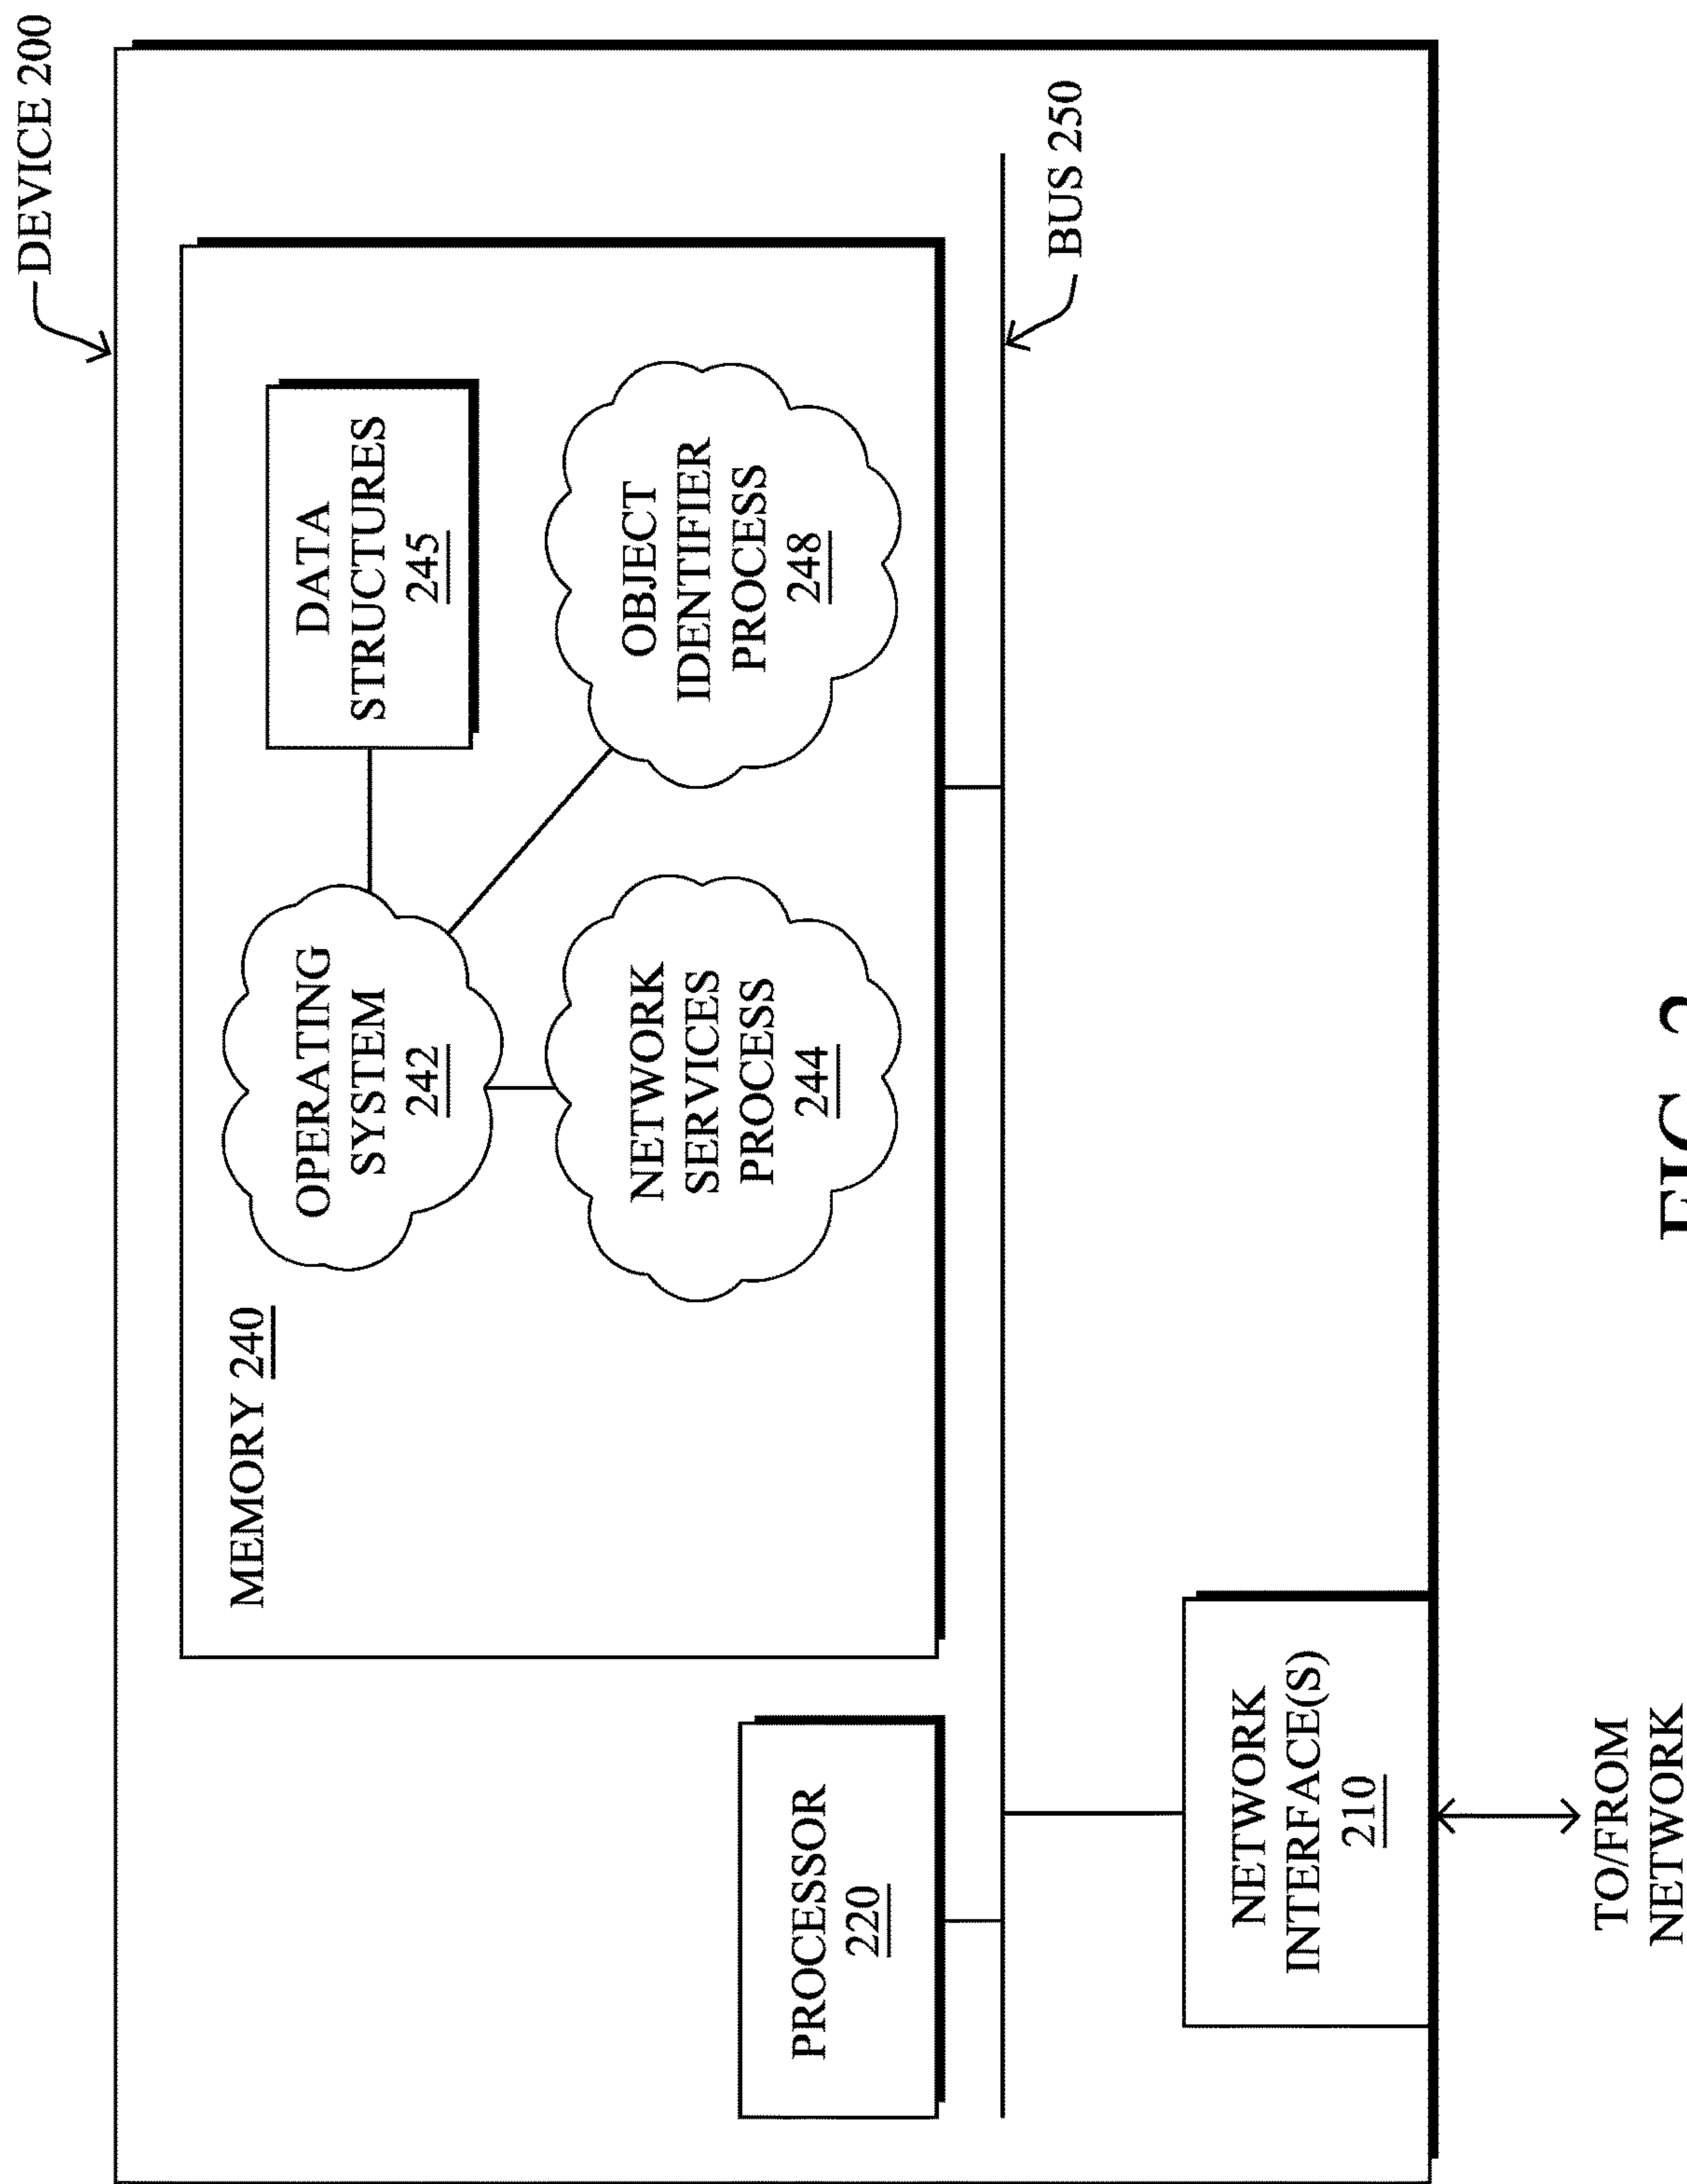 DEVICE 200
MEMORY 240
OPERATING
SYSTEM
242
DATA
STRUCTURES
245
NETWORK
SERVICES
PROCESS
244
OBJECT
IDENTIFIER
PROCESS
248
PROCESSOR
220
BUS 250
NETWORK
INTERFACE(S)
210
TO/FROM
NETWORK